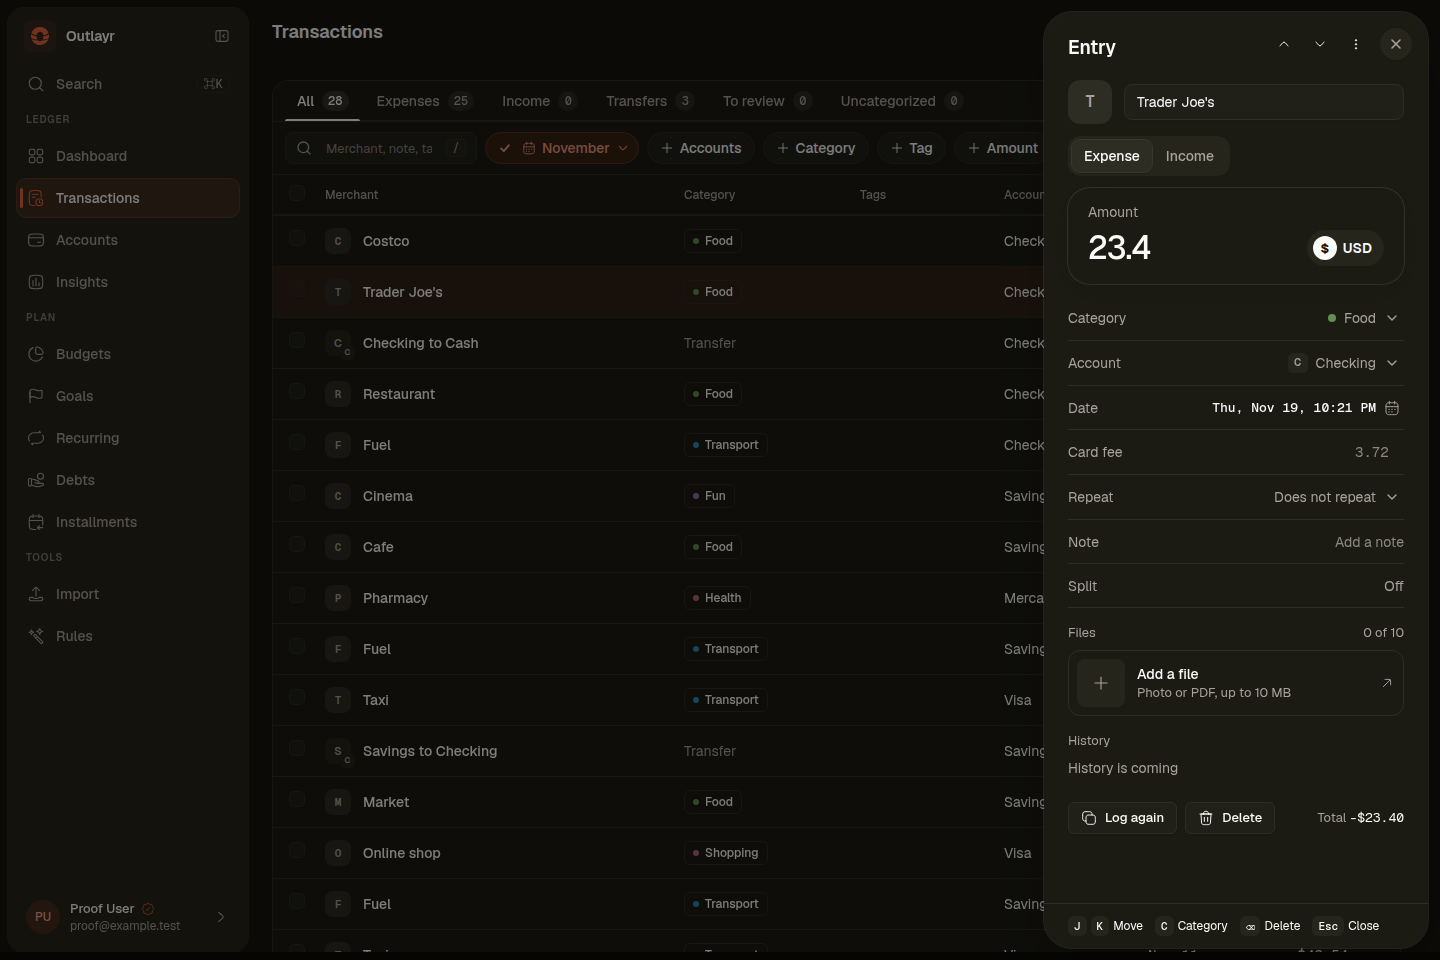 Outlayr
Search ⌘K
LEDGER
Dashboard
Transactions
Accounts
Insights
PLAN
Budgets
Goals
Recurring
Debts
Installments
TOOLS
Import
Rules
PU
Proof User
proof@example.test
Transactions
All 28 Expenses 25 Income 0 Transfers 3 To review 0 Uncategorized 0
Merchant, note, ta / November Accounts Category Tag Amount
Merchant Category Tags Accoun
C Costco Food Check
T Trader Joe's Food Check
C C Checking to Cash Transfer Check
R Restaurant Food Check
F Fuel Transport Check
C Cinema Fun Saving
C Cafe Food Saving
P Pharmacy Health Merca
F Fuel Transport Saving
T Taxi Transport Visa
S C Savings to Checking Transfer Saving
M Market Food Saving
O Online shop Shopping Visa
F Fuel Transport Saving
Entry
T Trader Joe's
Expense Income
Amount
23.4 $ USD
Category Food
Account C Checking
Date Thu, Nov 19, 10:21 PM
Card fee 3.72
Repeat Does not repeat
Note Add a note
Split Off
Files 0 of 10
Add a file
Photo or PDF, up to 10 MB
History
History is coming
Log again Delete Total -$23.40
J K Move C Category ⌫ Delete Esc Close